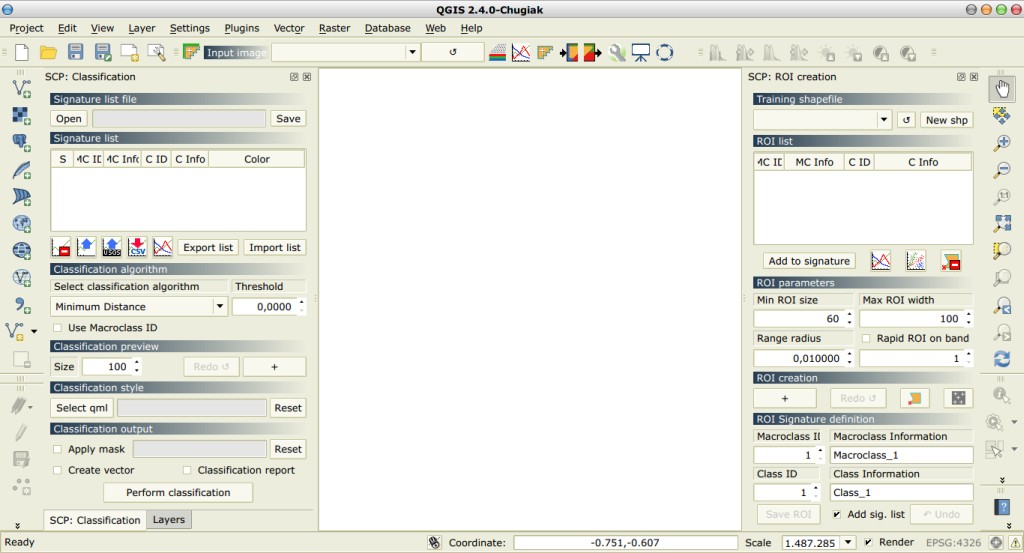 QGIS 2.4.0-Chugiak
Project Edit View Layer Settings Plugins Vector Raster Database Web Help
Input image
SCP: Classification
Signature list file
Open Save
Signature list
S MC ID MC Info C ID C Info Color
USGS
CSV
Export list Import list
Classification algorithm
Select classification algorithm Threshold
Minimum Distance 0,0000
Use Macroclass ID
Classification preview
Size 100 Redo ↺ +
Classification style
Select qml Reset
Classification output
Apply mask Reset
Create vector Classification report
Perform classification
SCP: Classification Layers
SCP: ROI creation
Training shapefile
New shp
ROI list
MC ID MC Info C ID C Info
Add to signature
ROI parameters
Min ROI size Max ROI width
60 100
Range radius Rapid ROI on band
0,010000 1
ROI creation
+ Redo ↺
ROI Signature definition
Macroclass ID Macroclass Information
1 Macroclass_1
Class ID Class Information
1 Class_1
Save ROI Add sig. list Undo
1:1
Ready Coordinate: -0.751,-0.607 Scale 1.487.285 Render EPSG:4326